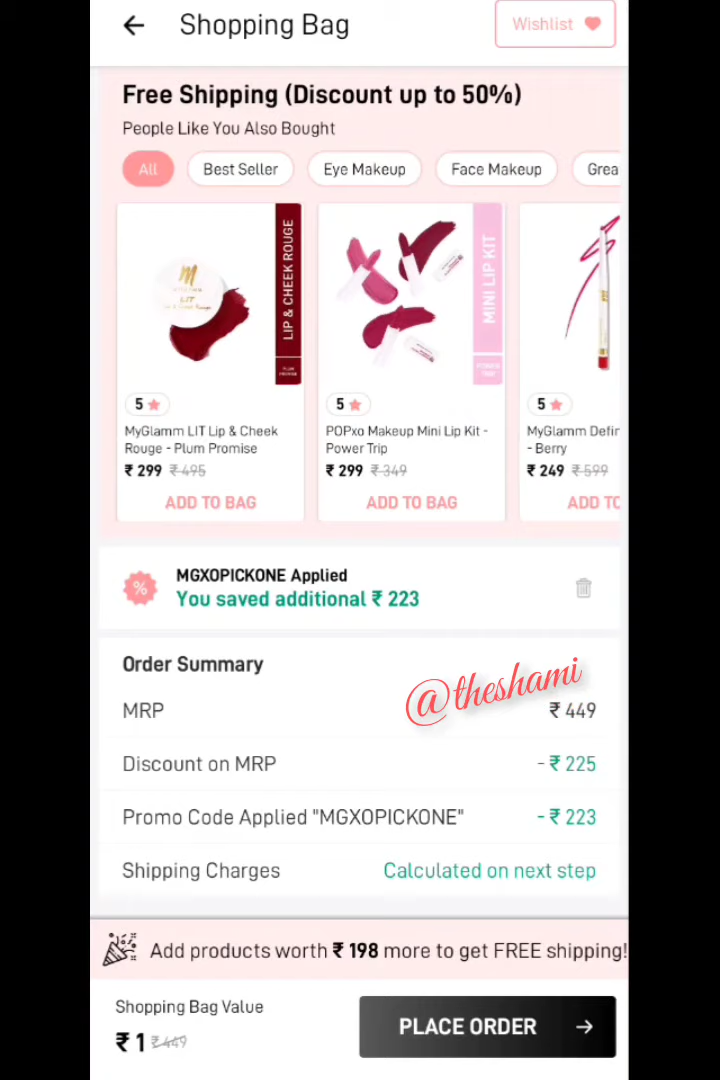 Shopping Bag
Wishlist
Free Shipping (Discount up to 50%)
People Like You Also Bought
All
Best Seller
Eye Makeup
Face Makeup
Grea
LIP & CHEEK ROUGE
MINI LIP KIT
LIT
5
5
5
MyGlamm LIT Lip & Cheek
Rouge - Plum Promise
₹ 299 ₹ 495
ADD TO BAG
POPxo Makeup Mini Lip Kit -
Power Trip
₹ 299 ₹ 349
ADD TO BAG
MyGlamm Defin
- Berry
₹ 249 ₹ 599
ADD TO
%
MGXOPICKONE Applied
You saved additional ₹ 223
Order Summary
@theshami
MRP ₹ 449
Discount on MRP - ₹ 225
Promo Code Applied "MGXOPICKONE" - ₹ 223
Shipping Charges Calculated on next step
Add products worth ₹ 198 more to get FREE shipping!
Shopping Bag Value
₹ 1 ₹ 449
PLACE ORDER